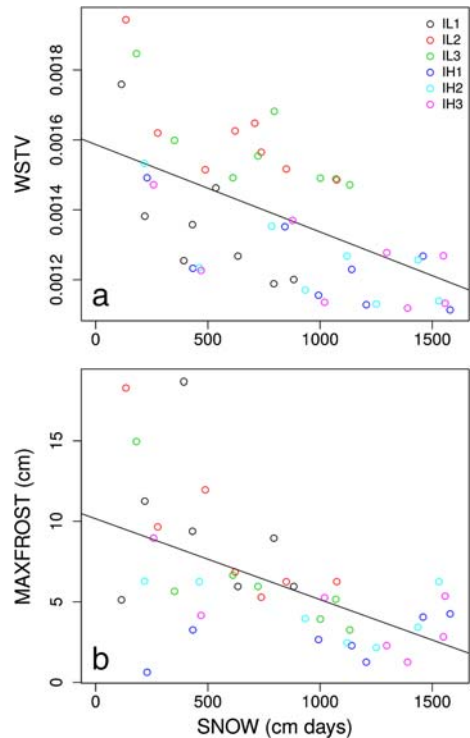 IL1
IL2
IL3
IH1
IH2
IH3
0.0018
0.0016
0.0014
0.0012
WSTV
a
0 500 1000 1500
15
10
5
0
MAXFROST (cm)
b
0 500 1000 1500
SNOW (cm days)